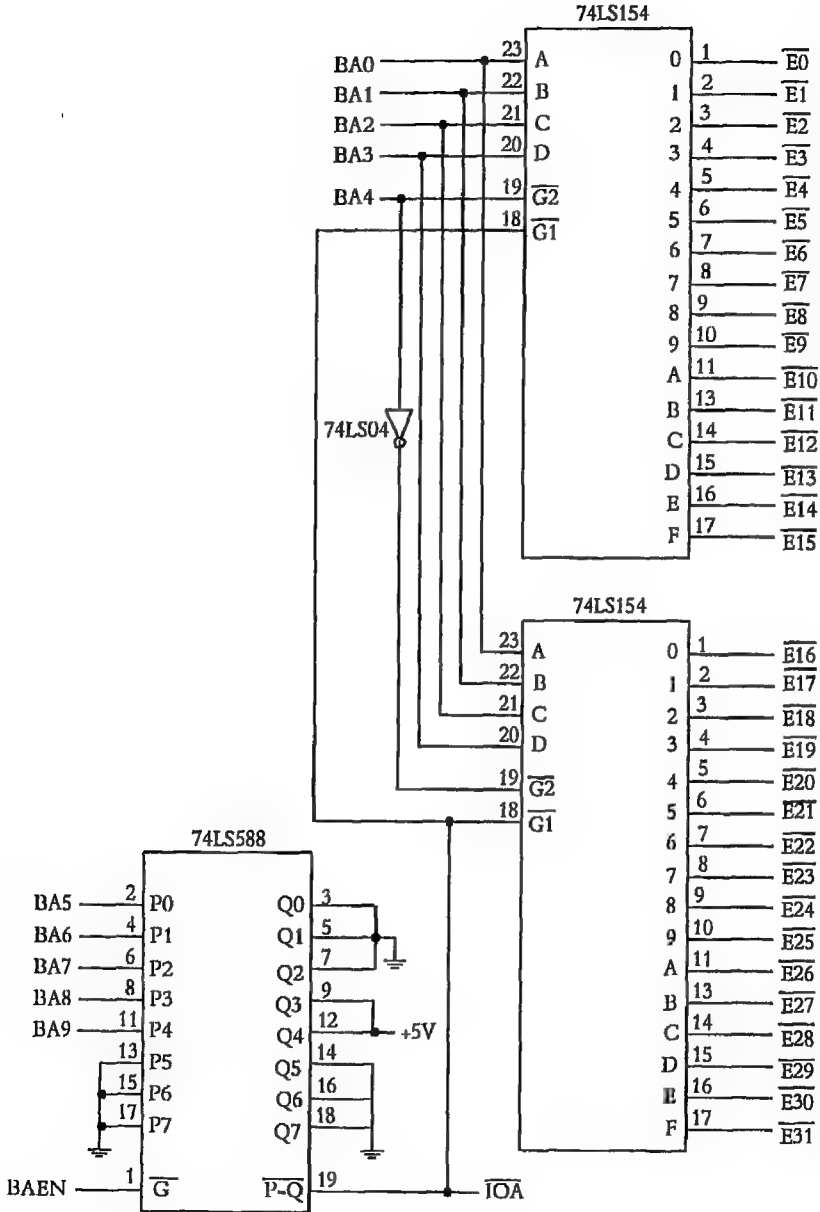 74LS154
BA0 23 A 0 1 E0
BA1 22 B 1 2 E1
BA2 21 C 2 3 E2
BA3 20 D 3 4 E3
BA4 19 G2 4 5 E4
18 G1 5 6 E5
6 7 E6
7 8 E7
8 9 E8
9 10 E9
A 11 E10
B 13 E11
74LS04 C 14 E12
D 15 E13
E 16 E14
F 17 E15
74LS154
23 A 0 1 E16
22 B 1 2 E17
21 C 2 3 E18
20 D 3 4 E19
19 G2 4 5 E20
18 G1 5 6 E21
6 7 E22
7 8 E23
8 9 E24
9 10 E25
A 11 E26
B 13 E27
C 14 E28
D 15 E29
E 16 E30
F 17 E31
74LS588
BA5 2 P0 Q0 3
BA6 4 P1 Q1 5
BA7 6 P2 Q2 7
BA8 8 P3 Q3 9
BA9 11 P4 Q4 12 +5V
13 P5 Q5 14
15 P6 Q6 16
17 P7 Q7 18
BAEN 1 G P-Q 19 IOA